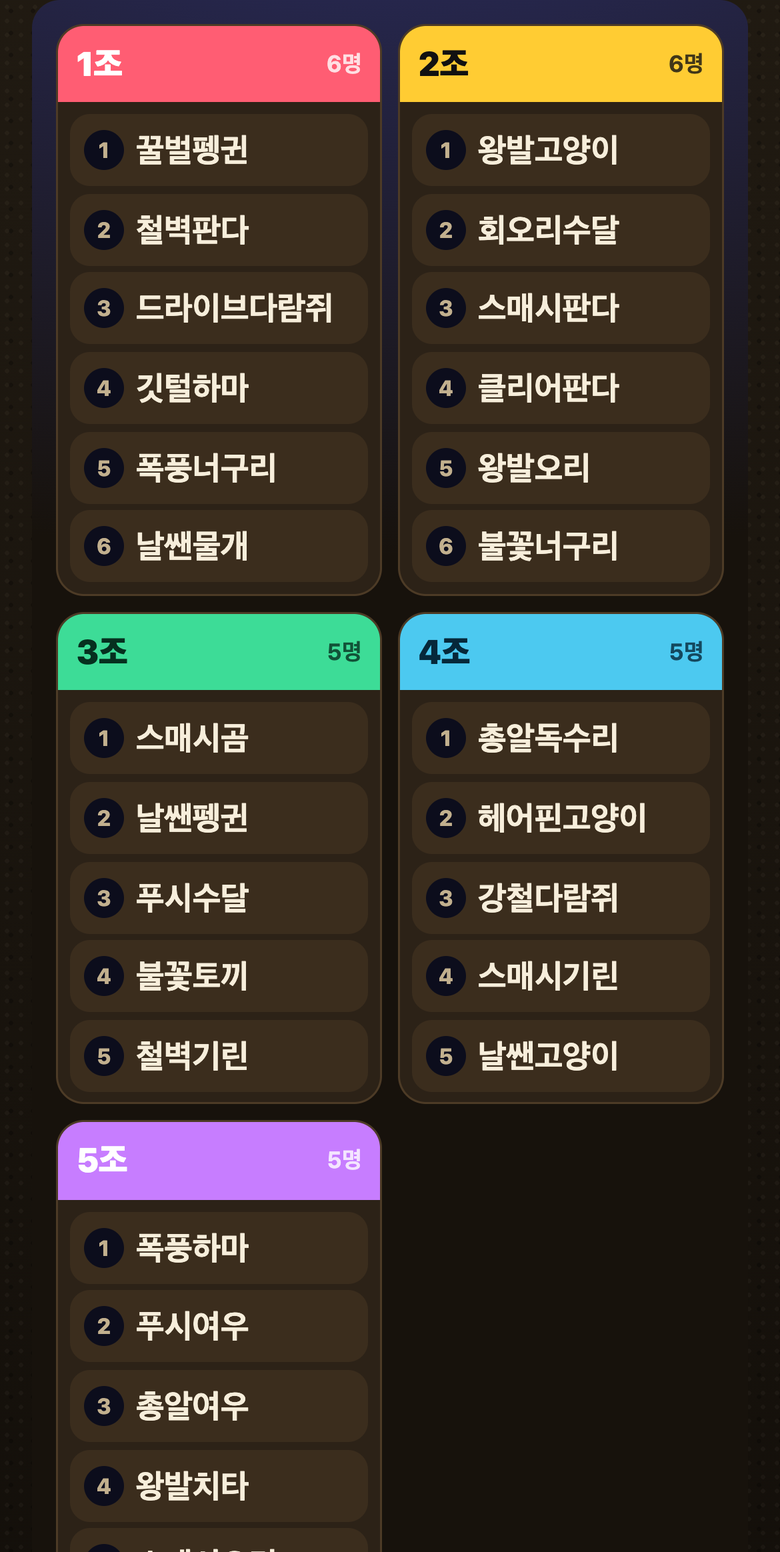 1조 6명
1 꿀벌펭귄
2 철벽판다
3 드라이브다람쥐
4 깃털하마
5 폭풍너구리
6 날쌘물개
2조 6명
1 왕발고양이
2 회오리수달
3 스매시판다
4 클리어판다
5 왕발오리
6 불꽃너구리
3조 5명
1 스매시곰
2 날쌘펭귄
3 푸시수달
4 불꽃토끼
5 철벽기린
4조 5명
1 총알독수리
2 헤어핀고양이
3 강철다람쥐
4 스매시기린
5 날쌘고양이
5조 5명
1 폭풍하마
2 푸시여우
3 총알여우
4 왕발치타